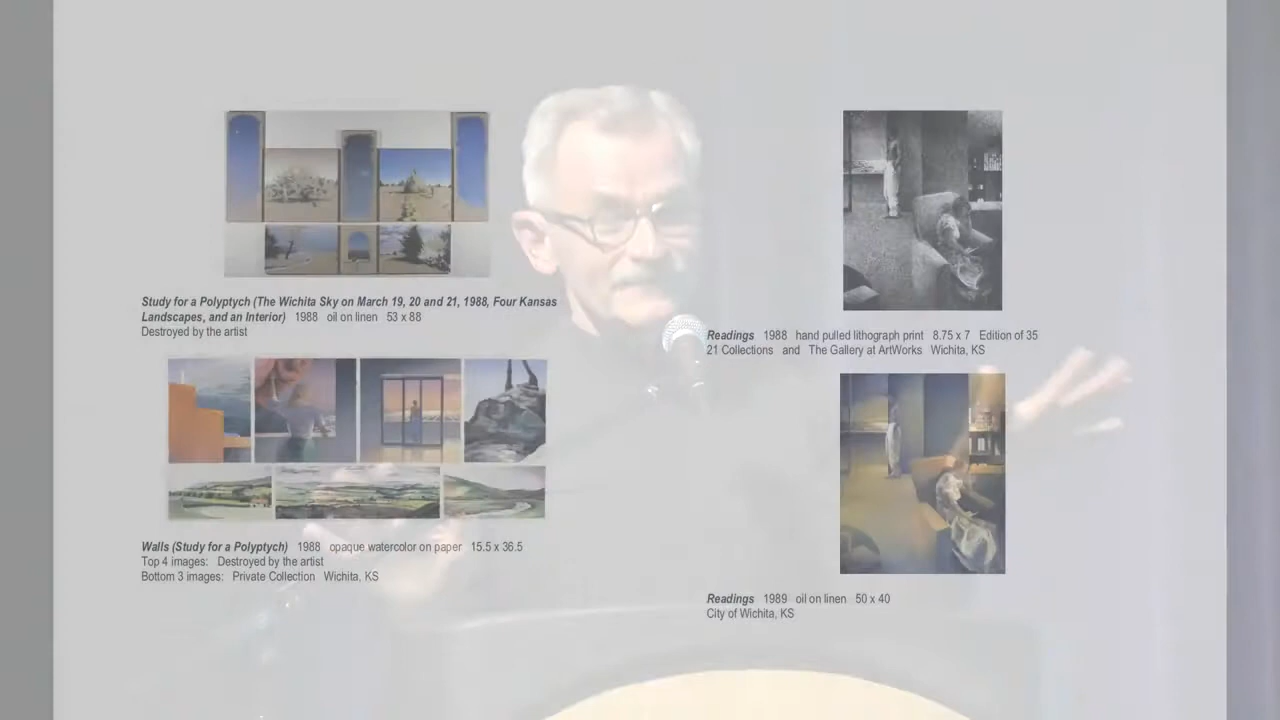 Study for a Polyptych (The Wichita Sky on March 19, 20 and 21, 1988, Four Kansas
Landscapes, and an Interior) 1988 oil on linen 53 x 88
Destroyed by the artist
Walls (Study for a Polyptych) 1988 opaque watercolor on paper 15.5 x 36.5
Top 4 images: Destroyed by the artist
Bottom 3 images: Private Collection Wichita, KS
Readings 1988 hand pulled lithograph print 8.75 x 7 Edition of 35
21 Collections and The Gallery at ArtWorks Wichita, KS
Readings 1989 oil on linen 50 x 40
City of Wichita, KS